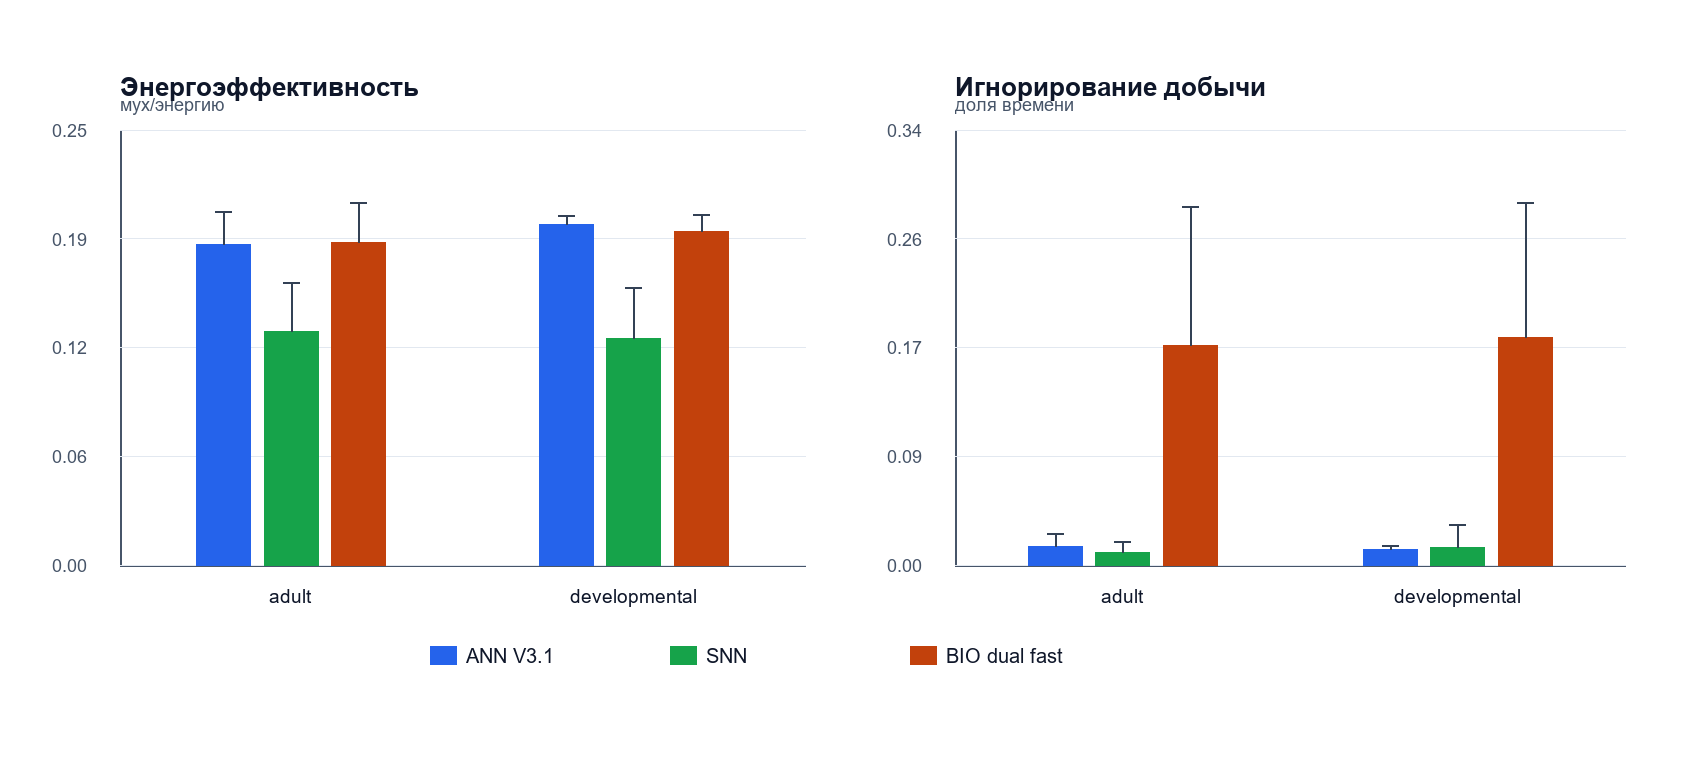 Энергоэффективность
мух/энергию
0.25
0.19
0.12
0.06
0.00
adult developmental
Игнорирование добычи
доля времени
0.34
0.26
0.17
0.09
0.00
adult developmental
ANN V3.1 SNN BIO dual fast